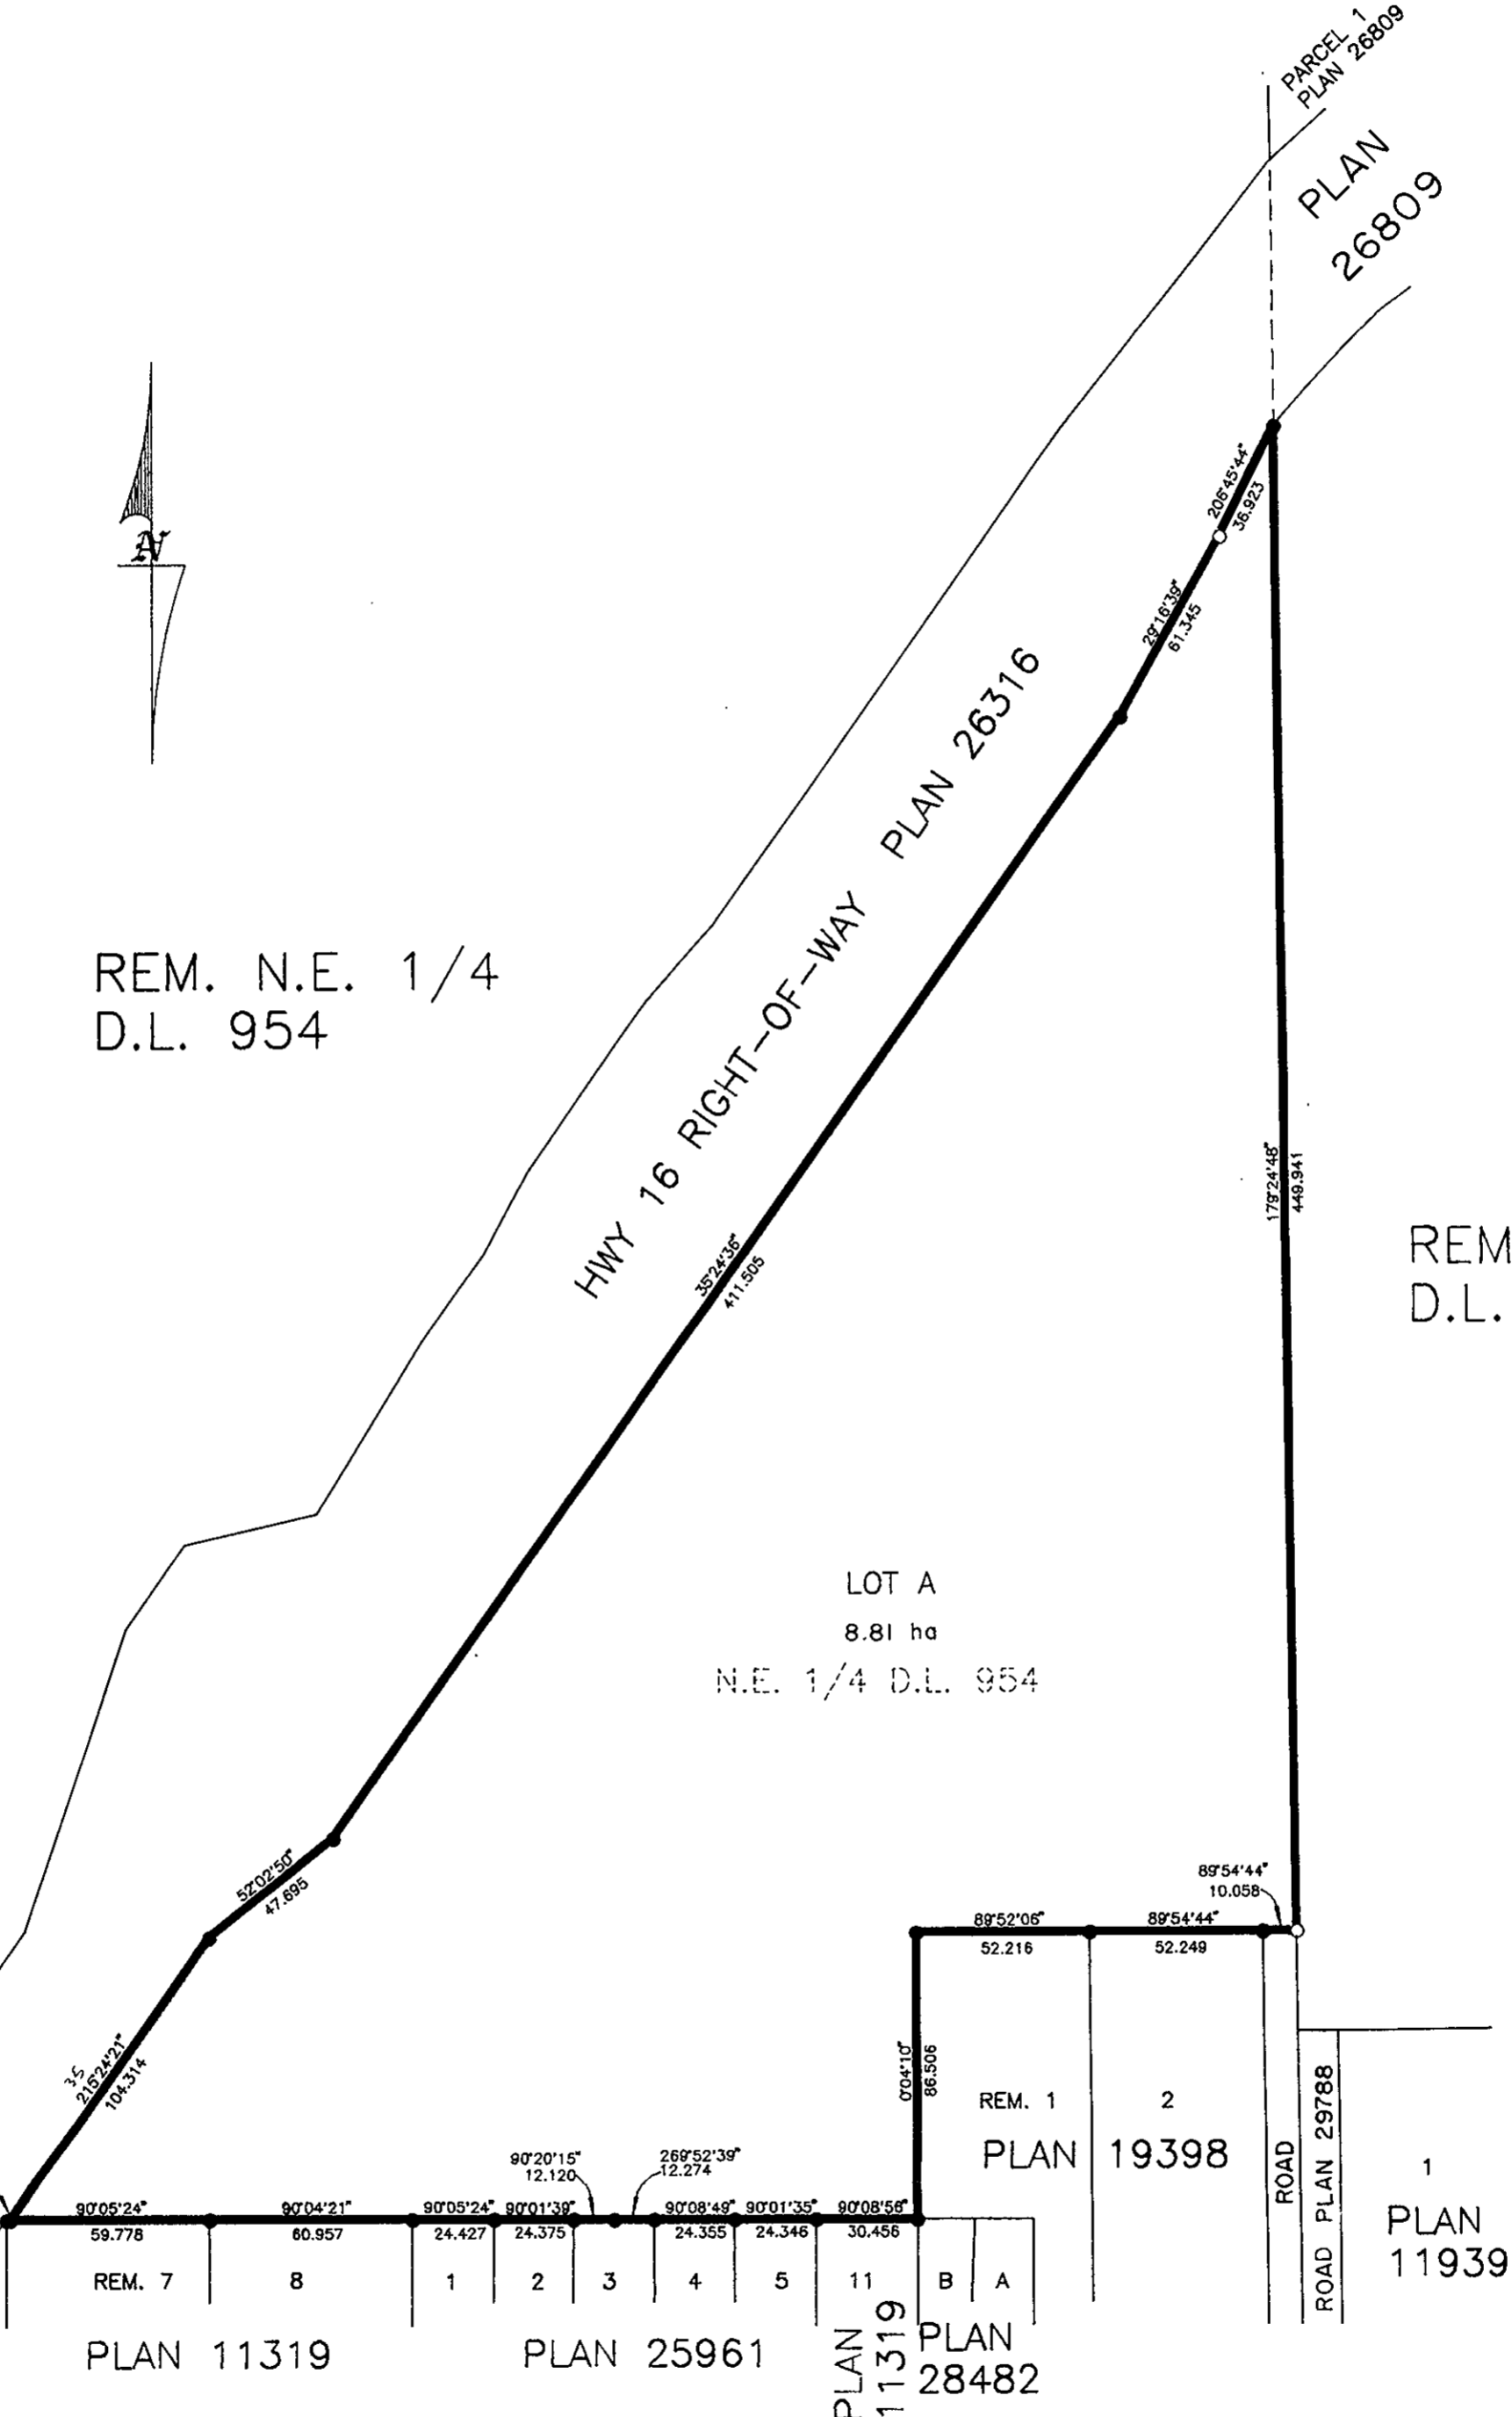 PARCEL 1
PLAN 26809
PLAN
26809
N
206°45'44"
36.923
29°16'39"
61.345
HWY 16 RIGHT-OF-WAY PLAN 26316
REM. N.E. 1/4
D.L. 954
179°24'48"
449.941
35°24'36"
411.505
REM
D.L.
LOT A
8.81 ha
N.E. 1/4 D.L. 954
52°02'50"
47.695
89°54'44"
10.058
89°52'06"
52.216
89°54'44"
52.249
35
215°24'21"
104.314
0°04'10"
86.506
REM. 1
2
PLAN 19398
ROAD
ROAD PLAN 29788
1
PLAN
11939
90°05'24"
59.778
90°04'21"
60.957
90°05'24"
24.427
90°01'39"
24.375
90°20'15"
12.120
269°52'39"
12.274
90°08'49"
24.355
90°01'35"
24.346
90°08'56"
30.456
REM. 7
8
1
2
3
4
5
11
B
A
PLAN 11319
PLAN 25961
PLAN
11319
PLAN
28482